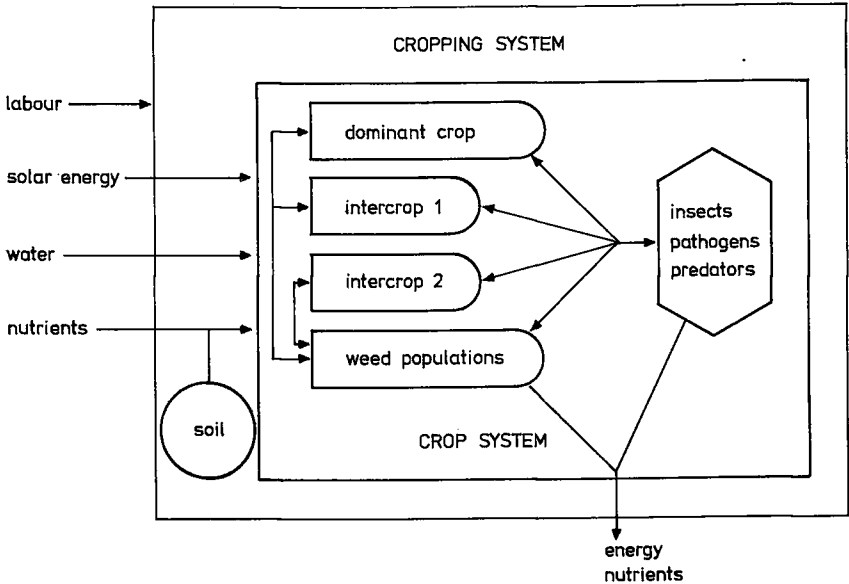 CROPPING SYSTEM
labour
solar energy
water
nutrients
soil
dominant crop
intercrop 1
intercrop 2
weed populations
insects
pathogens
predators
CROP SYSTEM
energy
nutrients